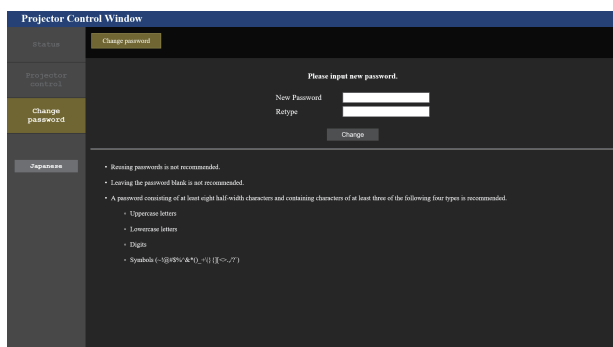 Projector Control Window
Status
Change password
Projector
control
Please input new password.
New Password
Change
password
Retype
Change
Japanese
• Reusing passwords is not recommended.
• Leaving the password blank is not recommended.
• A password consisting of at least eight half-width characters and containing characters of at least three of the following four types is recommended.
◦ Uppercase letters
◦ Lowercase letters
◦ Digits
◦ Symbols (~!@#$%^&*()_+\|}{][<>.,/?`)